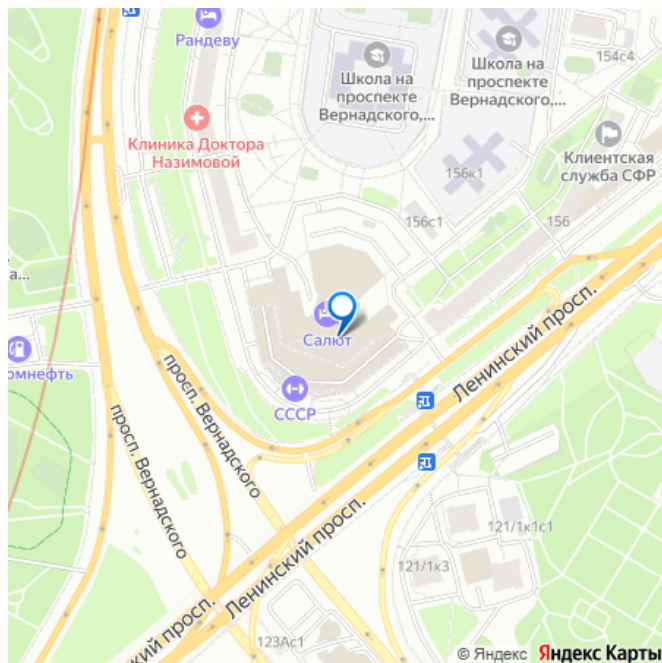 Рандеву
154с4
Школа на
проспекте
Вернадского,...
Школа на
проспекте
Вернадского,...
Клиника Доктора
Назимовой
Клиентская
служба СФР
156к1
156с1
156
а...
Салют
омнефть
СССР
просп. Вернадского
просп. Вернадского
Ленинский просп.
Ленинский просп.
кий просп.
121/1к1с1
121/1к3
123Ас1
© Яндекс Яндекс Карты